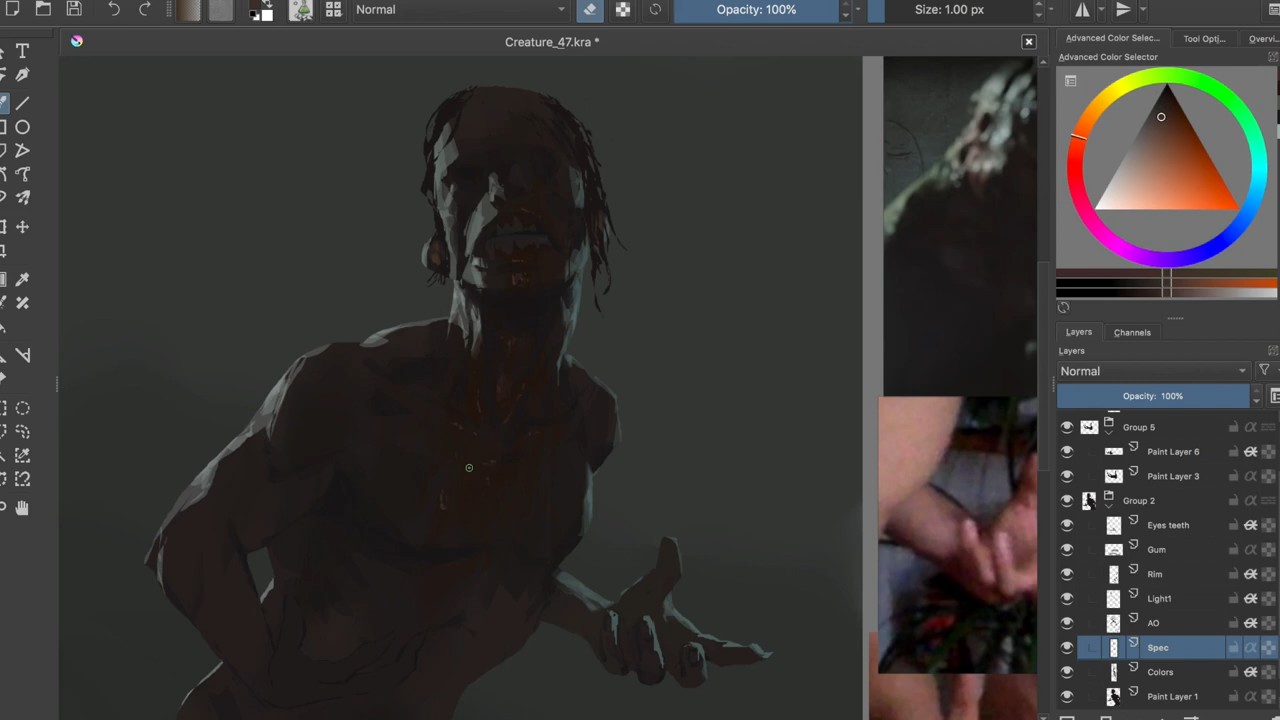 Normal
Opacity: 100%
Size: 1.00 px
Creature_47.kra *
Advanced Color Selec...
Tool Opti...
Overvi...
Advanced Color Selector
Layers
Channels
Layers
Normal
Opacity: 100%
Group 5
Paint Layer 6
Paint Layer 3
Group 2
Eyes teeth
Gum
Rim
Light1
AO
Spec
Colors
Paint Layer 1